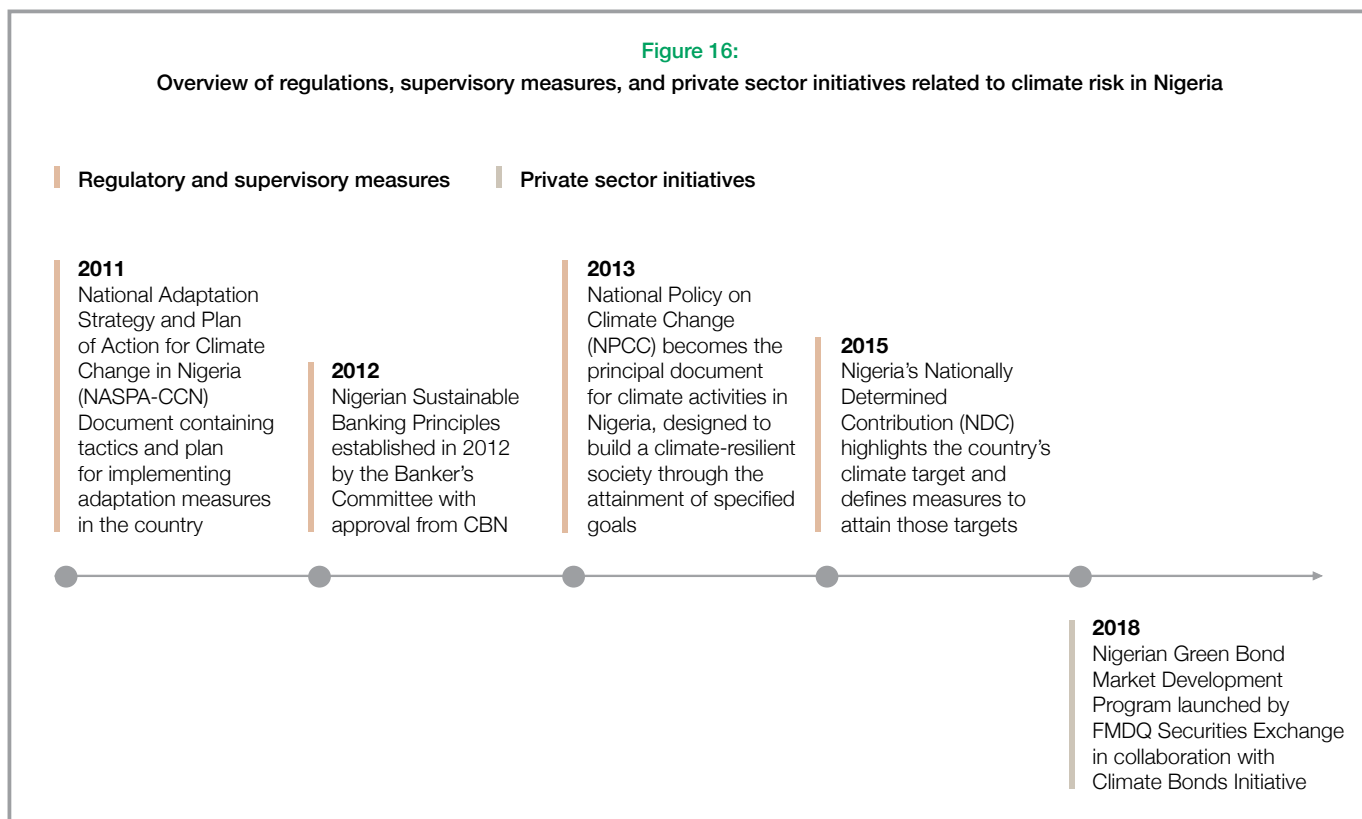 Figure 16:
Overview of regulations, supervisory measures, and private sector initiatives related to climate risk in Nigeria
Regulatory and supervisory measures
Private sector initiatives
2011
National Adaptation
Strategy and Plan
of Action for Climate
Change in Nigeria
(NASPA-CCN)
Document containing
tactics and plan
for implementing
adaptation measures
in the country
2012
Nigerian Sustainable
Banking Principles
established in 2012
by the Banker's
Committee with
approval from CBN
2013
National Policy on
Climate Change
(NPCC) becomes the
principal document
for climate activities in
Nigeria, designed to
build a climate-resilient
society through the
attainment of specified
goals
2015
Nigeria's Nationally
Determined
Contribution (NDC)
highlights the country's
climate target and
defines measures to
attain those targets
2018
Nigerian Green Bond
Market Development
Program launched by
FMDQ Securities Exchange
in collaboration with
Climate Bonds Initiative